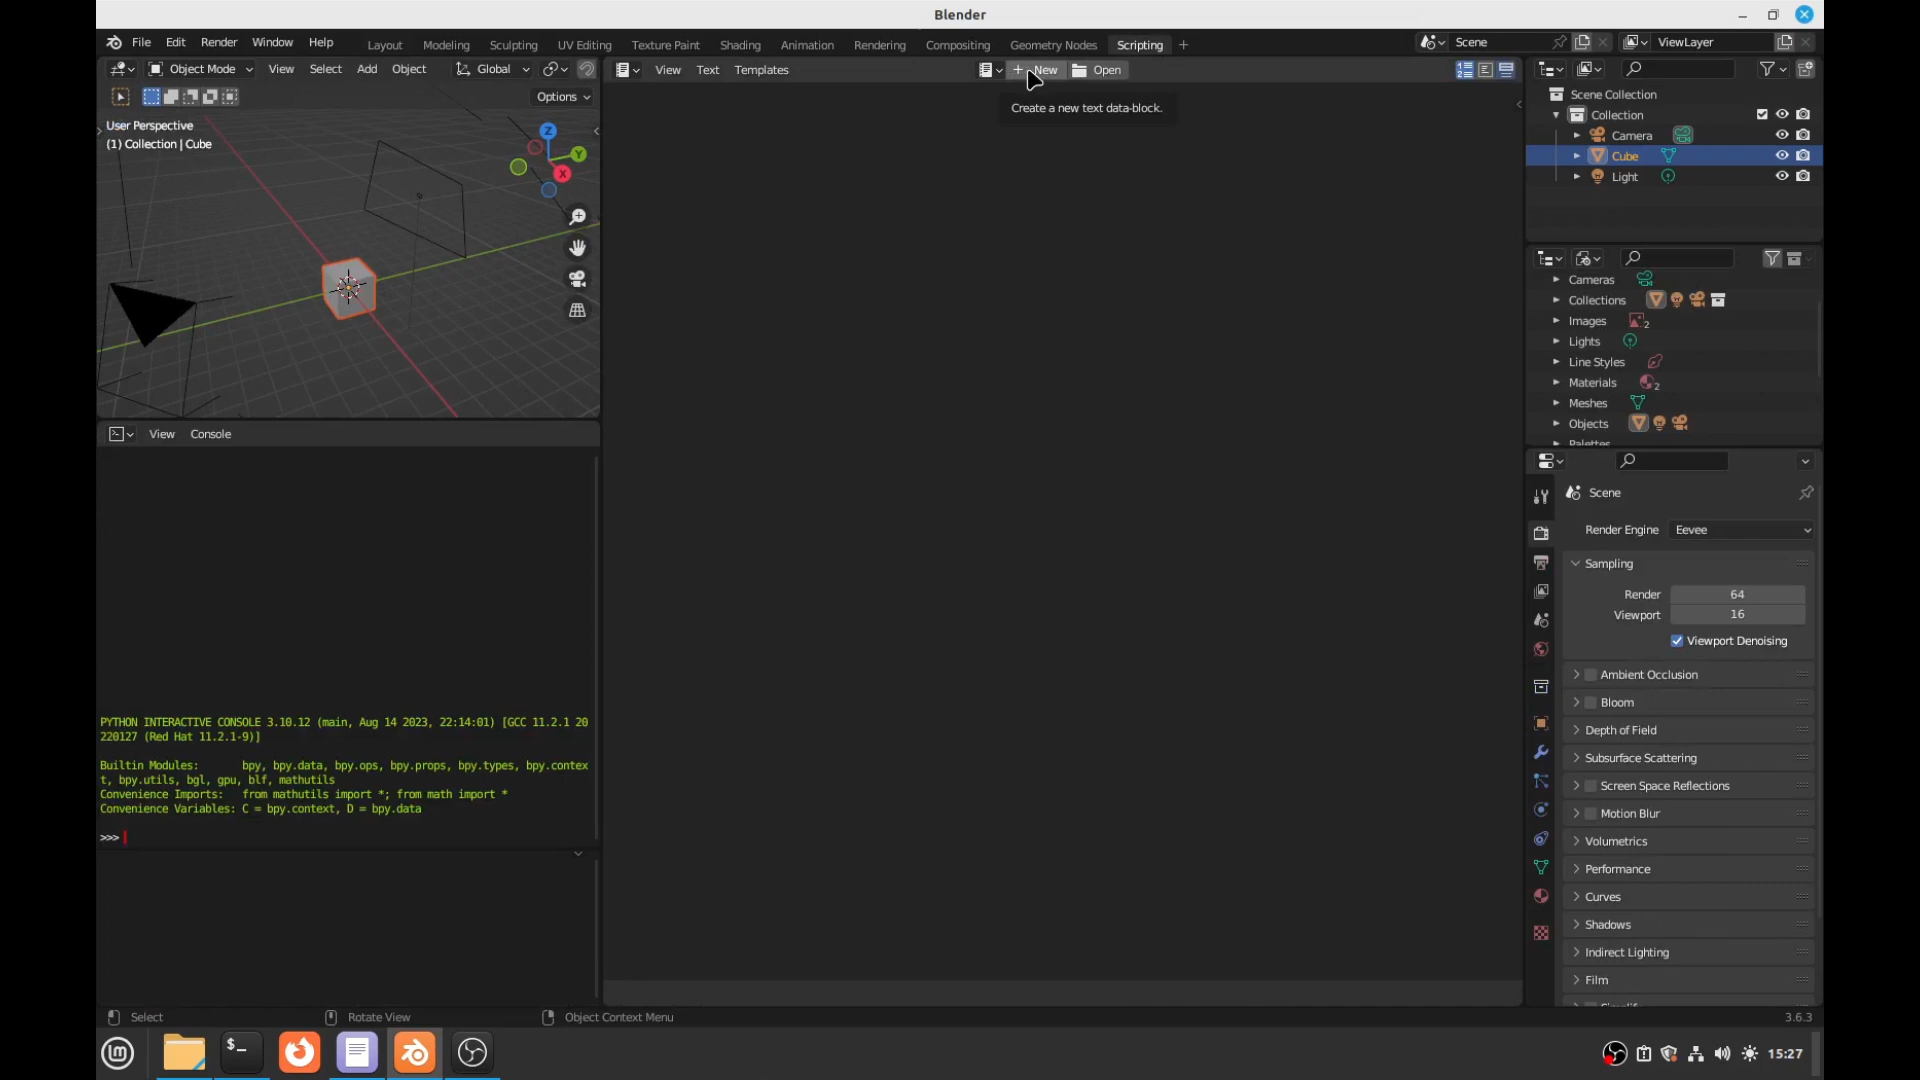 Blender
File Edit Render Window Help Layout Modeling Sculpting UV Editing Texture Paint Shading Animation Rendering Compositing Geometry Nodes Scripting Scene ViewLayer
Object Mode View Select Add Object Global
Options
User Perspective
(1) Collection | Cube
Z
Y
X
View Console
PYTHON INTERACTIVE CONSOLE 3.10.12 (main, Aug 14 2023, 22:14:01) [GCC 11.2.1 20
220127 (Red Hat 11.2.1-9)]
Builtin Modules: bpy, bpy.data, bpy.ops, bpy.props, bpy.types, bpy.contex
t, bpy.utils, bgl, gpu, blf, mathutils
Convenience Imports: from mathutils import *; from math import *
Convenience Variables: C = bpy.context, D = bpy.data
>>>
View Text Templates New Open
Create a new text data-block.
Scene Collection
Collection
Camera
Cube
Light
Cameras
Collections
Images 2
Lights
Line Styles
Materials 2
Meshes
Objects
Palettes
Scene
Render Engine Eevee
Sampling
Render 64
Viewport 16
Viewport Denoising
Ambient Occlusion
Bloom
Depth of Field
Subsurface Scattering
Screen Space Reflections
Motion Blur
Volumetrics
Performance
Curves
Shadows
Indirect Lighting
Film
Simplify
Select Rotate View Object Context Menu 3.6.3
$_ 15:27